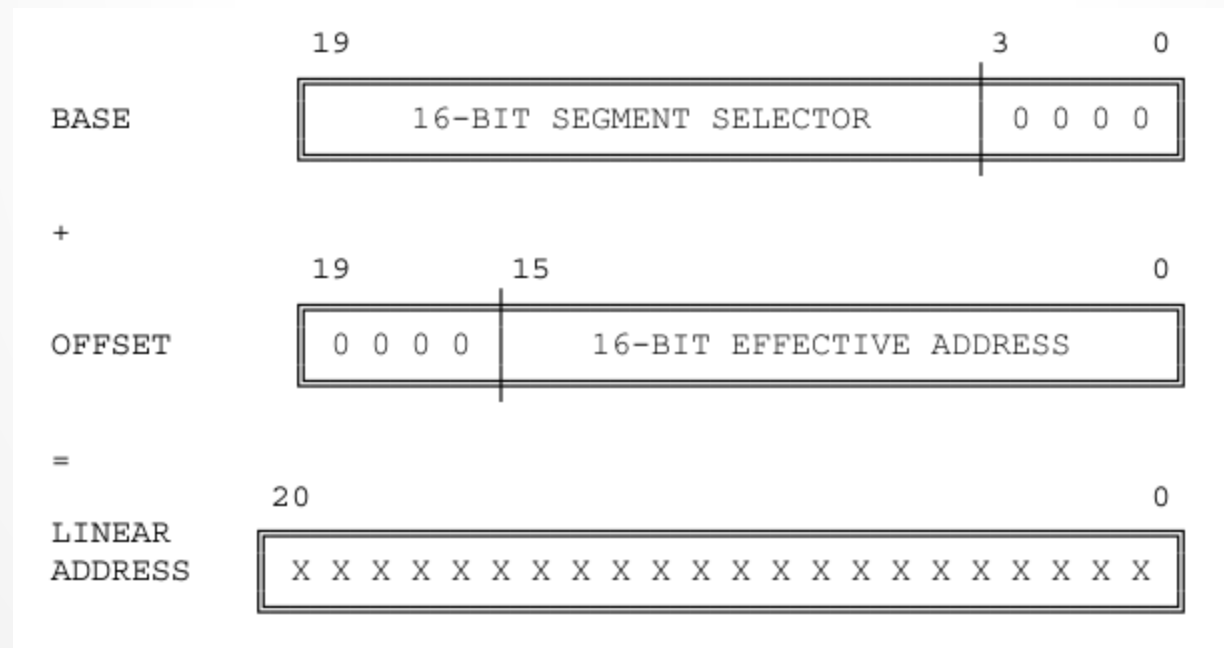 19 3 0
BASE 16-BIT SEGMENT SELECTOR 0 0 0 0
+
19 15 0
OFFSET 0 0 0 0 16-BIT EFFECTIVE ADDRESS
=
20 0
LINEAR
ADDRESS X X X X X X X X X X X X X X X X X X X X X X